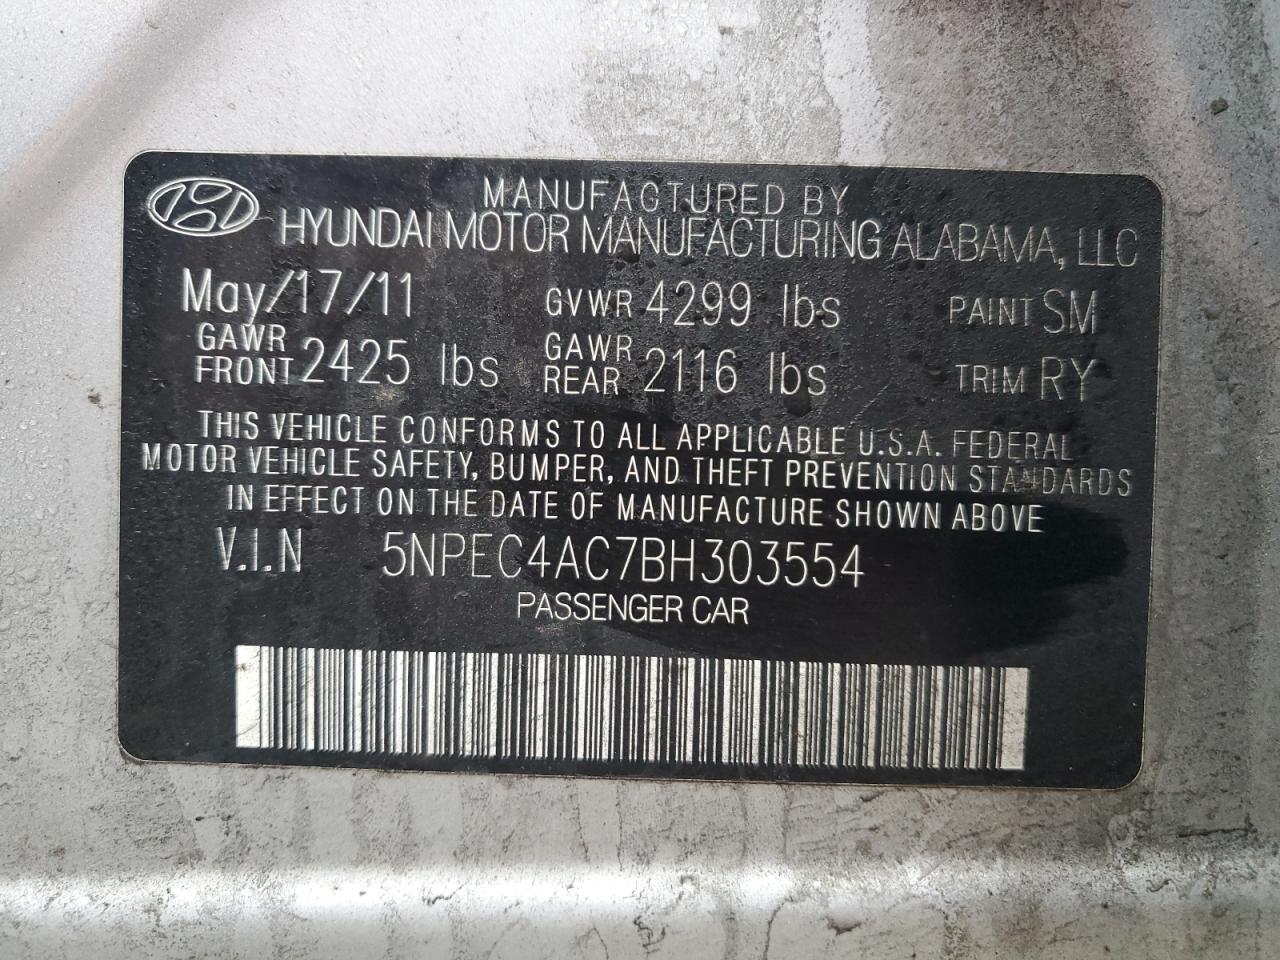 MANUFACTURED BY
HYUNDAI MOTOR MANUFACTURING ALABAMA, LLC
May/17/11 GVWR 4299 lbs PAINT SM
GAWR FRONT 2425 lbs GAWR REAR 2116 lbs TRIM RY
THIS VEHICLE CONFORMS TO ALL APPLICABLE U.S.A. FEDERAL
MOTOR VEHICLE SAFETY, BUMPER, AND THEFT PREVENTION STANDARDS
IN EFFECT ON THE DATE OF MANUFACTURE SHOWN ABOVE
V.I.N 5NPEC4AC7BH303554
PASSENGER CAR